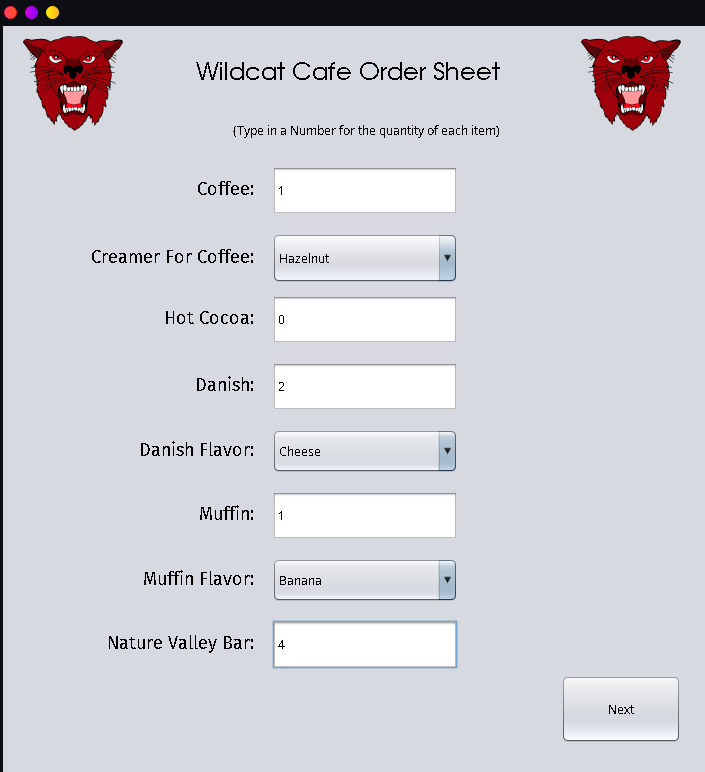 Wildcat Cafe Order Sheet
(Type in a Number for the quantity of each item)
Coffee: 1
Creamer For Coffee: Hazelnut
Hot Cocoa: 0
Danish: 2
Danish Flavor: Cheese
Muffin: 1
Muffin Flavor: Banana
Nature Valley Bar: 4
Next